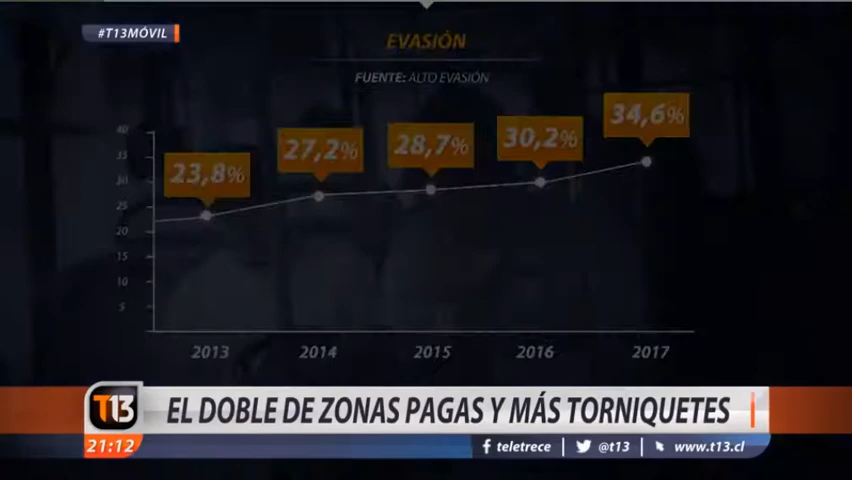 #T13MÓVIL
EVASIÓN
FUENTE: ALTO EVASIÓN
40
35
30
25
20
15
10
5
23,8%
27,2%
28,7%
30,2%
34,6%
2013
2014
2015
2016
2017
T13
EL DOBLE DE ZONAS PAGAS Y MÁS TORNIQUETES
21:12
teletrece
@t13
www.t13.cl